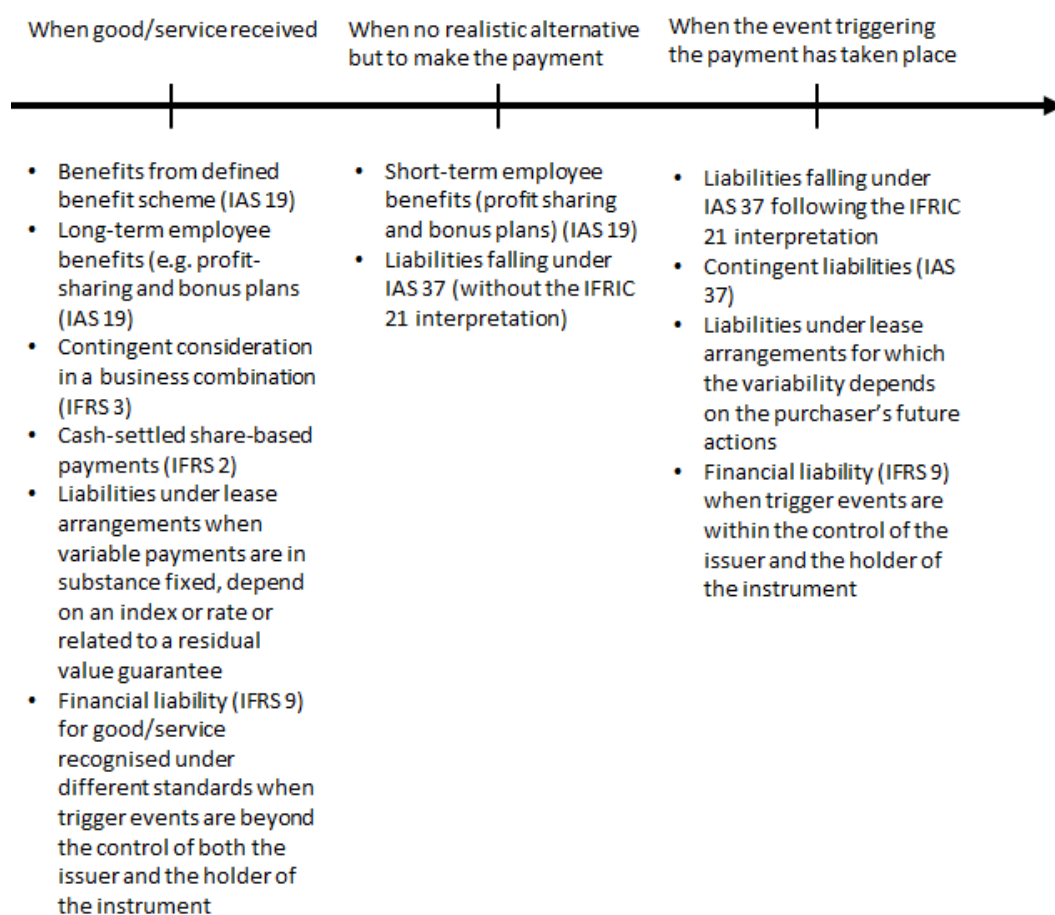 When good/service received
When no realistic alternative
but to make the payment
When the event triggering
the payment has taken place
• Benefits from defined
benefit scheme (IAS 19)
• Long-term employee
benefits (e.g. profit-
sharing and bonus plans
(IAS 19)
• Contingent consideration
in a business combination
(IFRS 3)
• Cash-settled share-based
payments (IFRS 2)
• Liabilities under lease
arrangements when
variable payments are in
substance fixed, depend
on an index or rate or
related to a residual
value guarantee
• Financial liability (IFRS 9)
for good/service
recognised under
different standards when
trigger events are beyond
the control of both the
issuer and the holder of
the instrument
• Short-term employee
benefits (profit sharing
and bonus plans) (IAS 19)
• Liabilities falling under
IAS 37 (without the IFRIC
21 interpretation)
• Liabilities falling under
IAS 37 following the IFRIC
21 interpretation
• Contingent liabilities (IAS
37)
• Liabilities under lease
arrangements for which
the variability depends
on the purchaser's future
actions
• Financial liability (IFRS 9)
when trigger events are
within the control of the
issuer and the holder of
the instrument